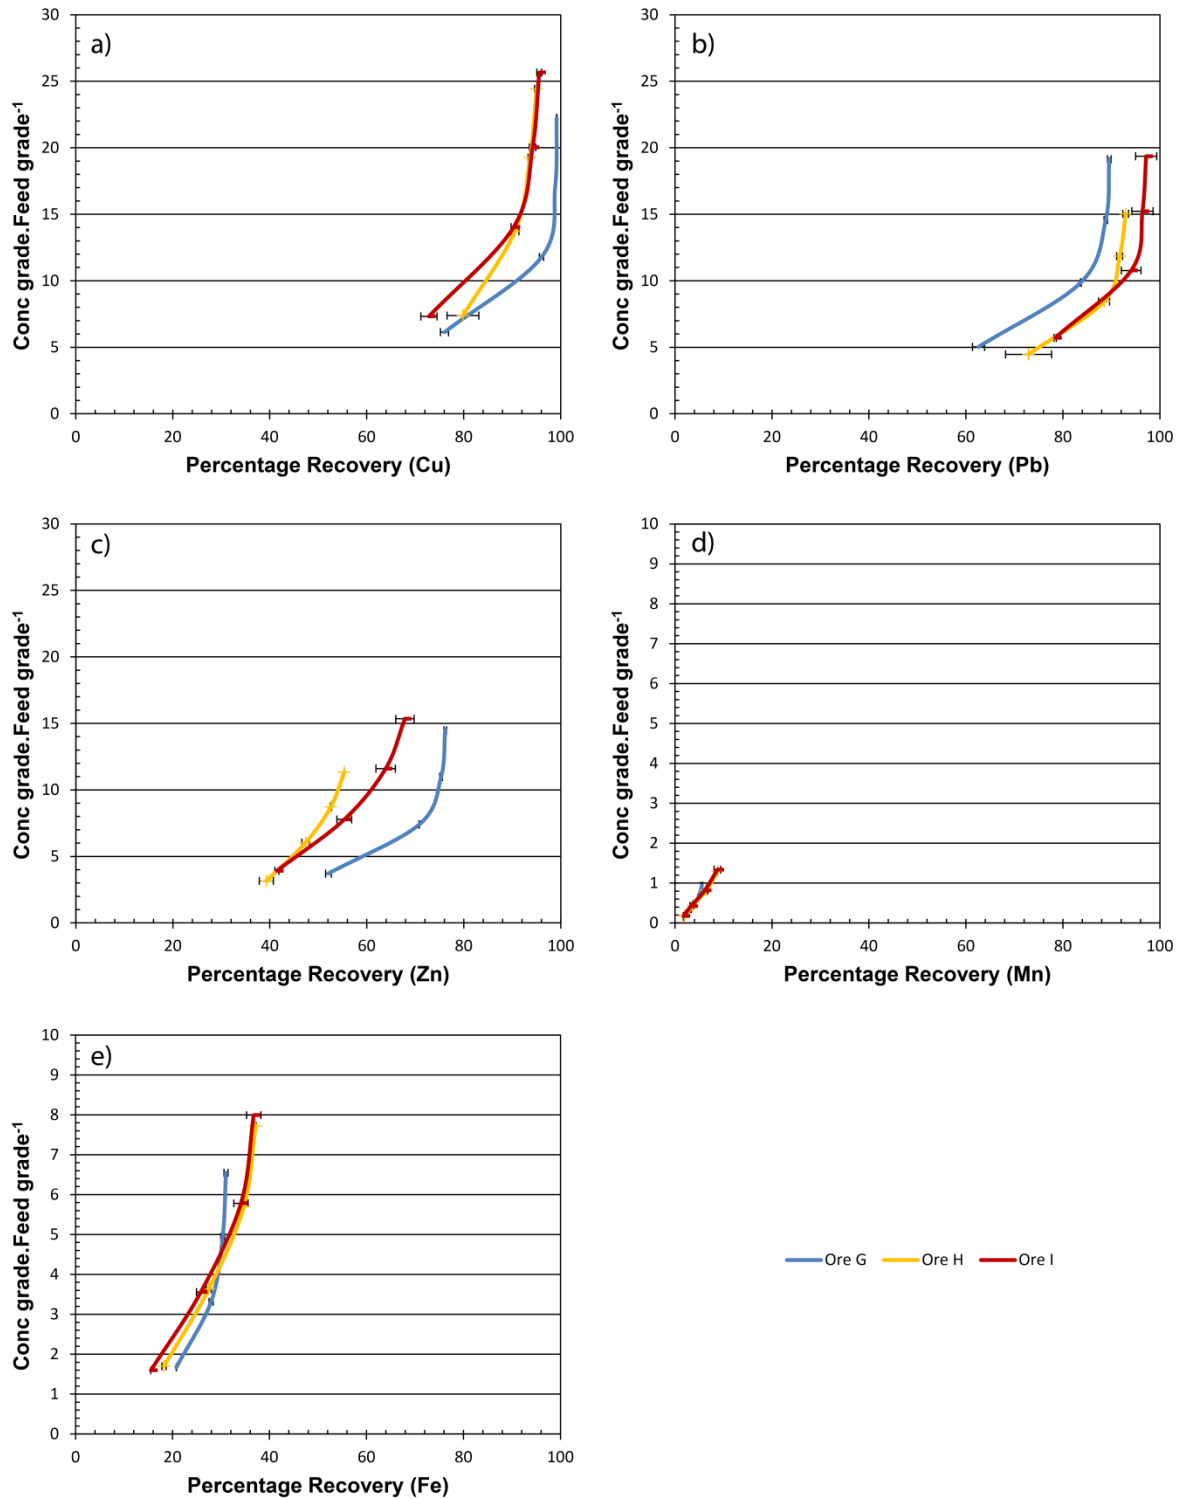 a)
30
25
20
15
10
5
0
0 20 40 60 80 100
Conc grade.Feed grade⁻¹
Percentage Recovery (Cu)
b)
30
25
20
15
10
5
0
0 20 40 60 80 100
Conc grade.Feed grade⁻¹
Percentage Recovery (Pb)
c)
30
25
20
15
10
5
0
0 20 40 60 80 100
Conc grade.Feed grade⁻¹
Percentage Recovery (Zn)
d)
10
9
8
7
6
5
4
3
2
1
0
0 20 40 60 80 100
Conc grade.Feed grade⁻¹
Percentage Recovery (Mn)
e)
10
9
8
7
6
5
4
3
2
1
0
0 20 40 60 80 100
Conc grade.Feed grade⁻¹
Percentage Recovery (Fe)
Ore G Ore H Ore I